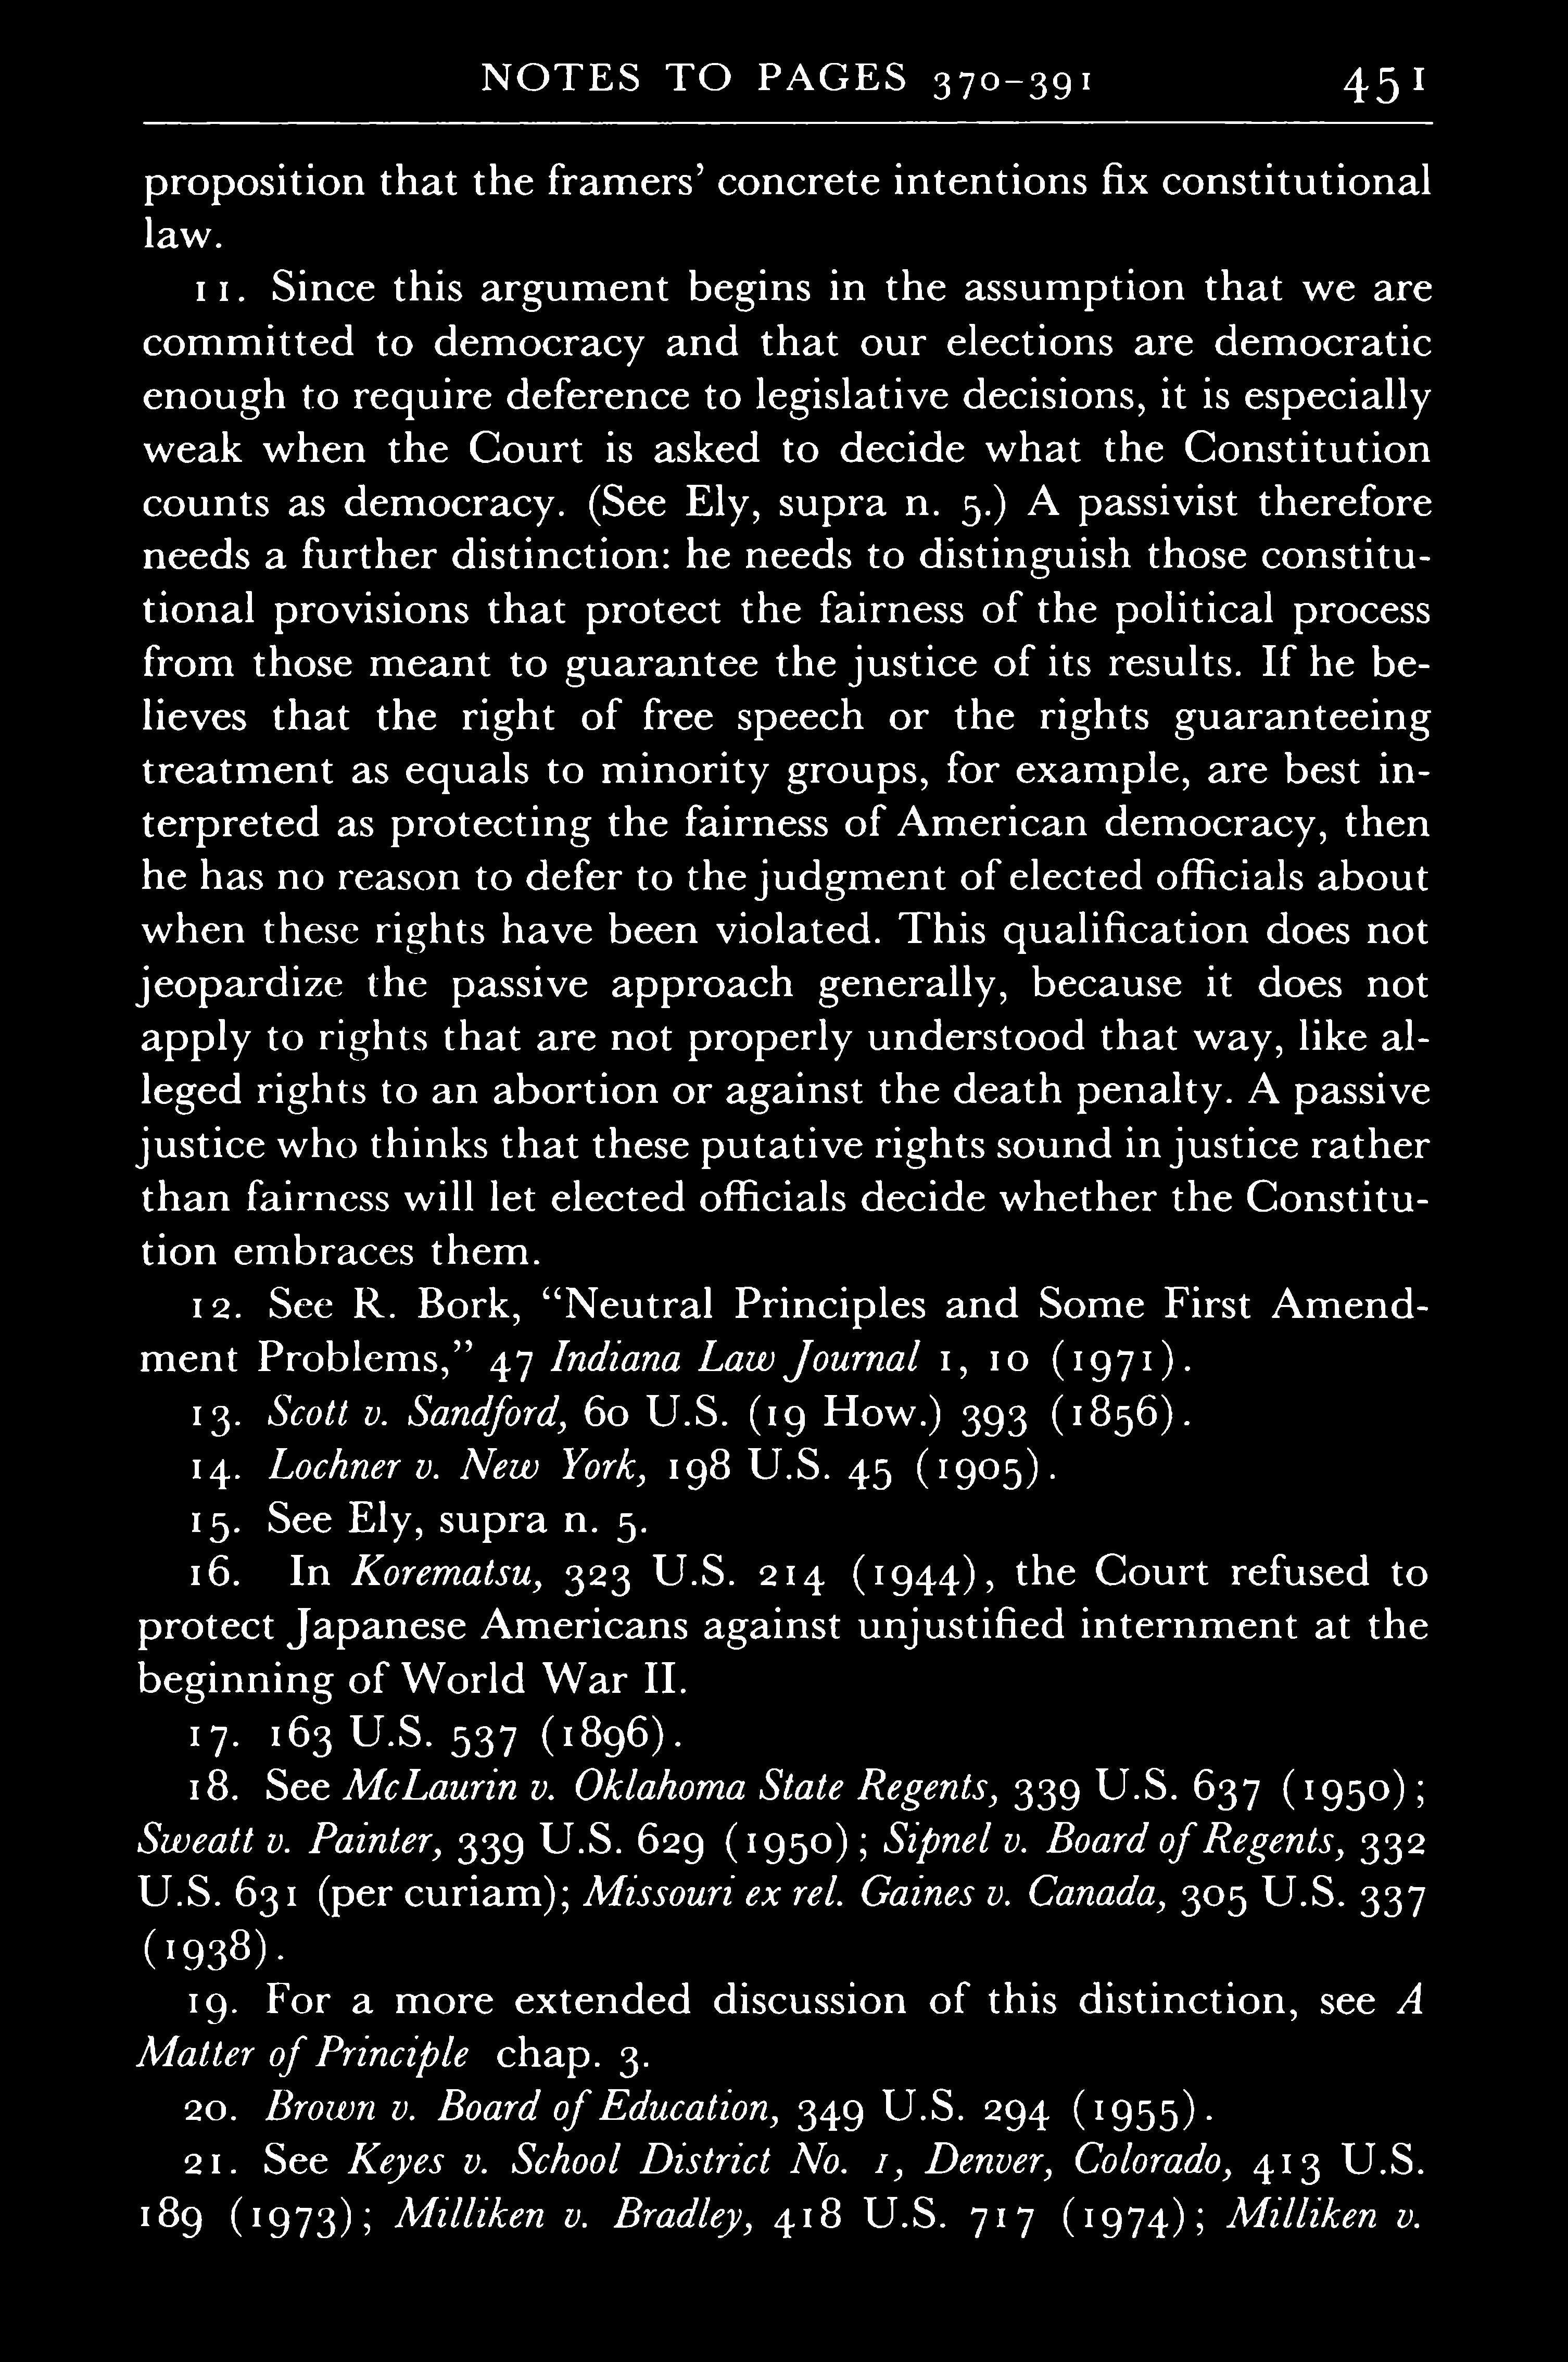 NOTES TO PAGES 370–391 451
proposition that the framers’ concrete intentions fix constitutional
law.
11. Since this argument begins in the assumption that we are
committed to democracy and that our elections are democratic
enough to require deference to legislative decisions, it is especially
weak when the Court is asked to decide what the Constitution
counts as democracy. (See Ely, supra n. 5.) A passivist therefore
needs a further distinction: he needs to distinguish those constitu-
tional provisions that protect the fairness of the political process
from those meant to guarantee the justice of its results. If he be-
lieves that the right of free speech or the rights guaranteeing
treatment as equals to minority groups, for example, are best in-
terpreted as protecting the fairness of American democracy, then
he has no reason to defer to the judgment of elected officials about
when these rights have been violated. This qualification does not
jeopardize the passive approach generally, because it does not
apply to rights that are not properly understood that way, like al-
leged rights to an abortion or against the death penalty. A passive
justice who thinks that these putative rights sound in justice rather
than fairness will let elected officials decide whether the Constitu-
tion embraces them.
12. See R. Bork, “Neutral Principles and Some First Amend-
ment Problems,” 47 Indiana Law Journal 1, 10 (1971).
13. Scott v. Sandford, 60 U.S. (19 How.) 393 (1856).
14. Lochner v. New York, 198 U.S. 45 (1905).
15. See Ely, supra n. 5.
16. In Korematsu, 323 U.S. 214 (1944), the Court refused to
protect Japanese Americans against unjustified internment at the
beginning of World War II.
17. 163 U.S. 537 (1896).
18. See McLaurin v. Oklahoma State Regents, 339 U.S. 637 (1950);
Sweatt v. Painter, 339 U.S. 629 (1950); Sipnel v. Board of Regents, 332
U.S. 631 (per curiam); Missouri ex rel. Gaines v. Canada, 305 U.S. 337
(1938).
19. For a more extended discussion of this distinction, see A
Matter of Principle chap. 3.
20. Brown v. Board of Education, 349 U.S. 294 (1955).
21. See Keyes v. School District No. 1, Denver, Colorado, 413 U.S.
189 (1973); Milliken v. Bradley, 418 U.S. 717 (1974); Milliken v.